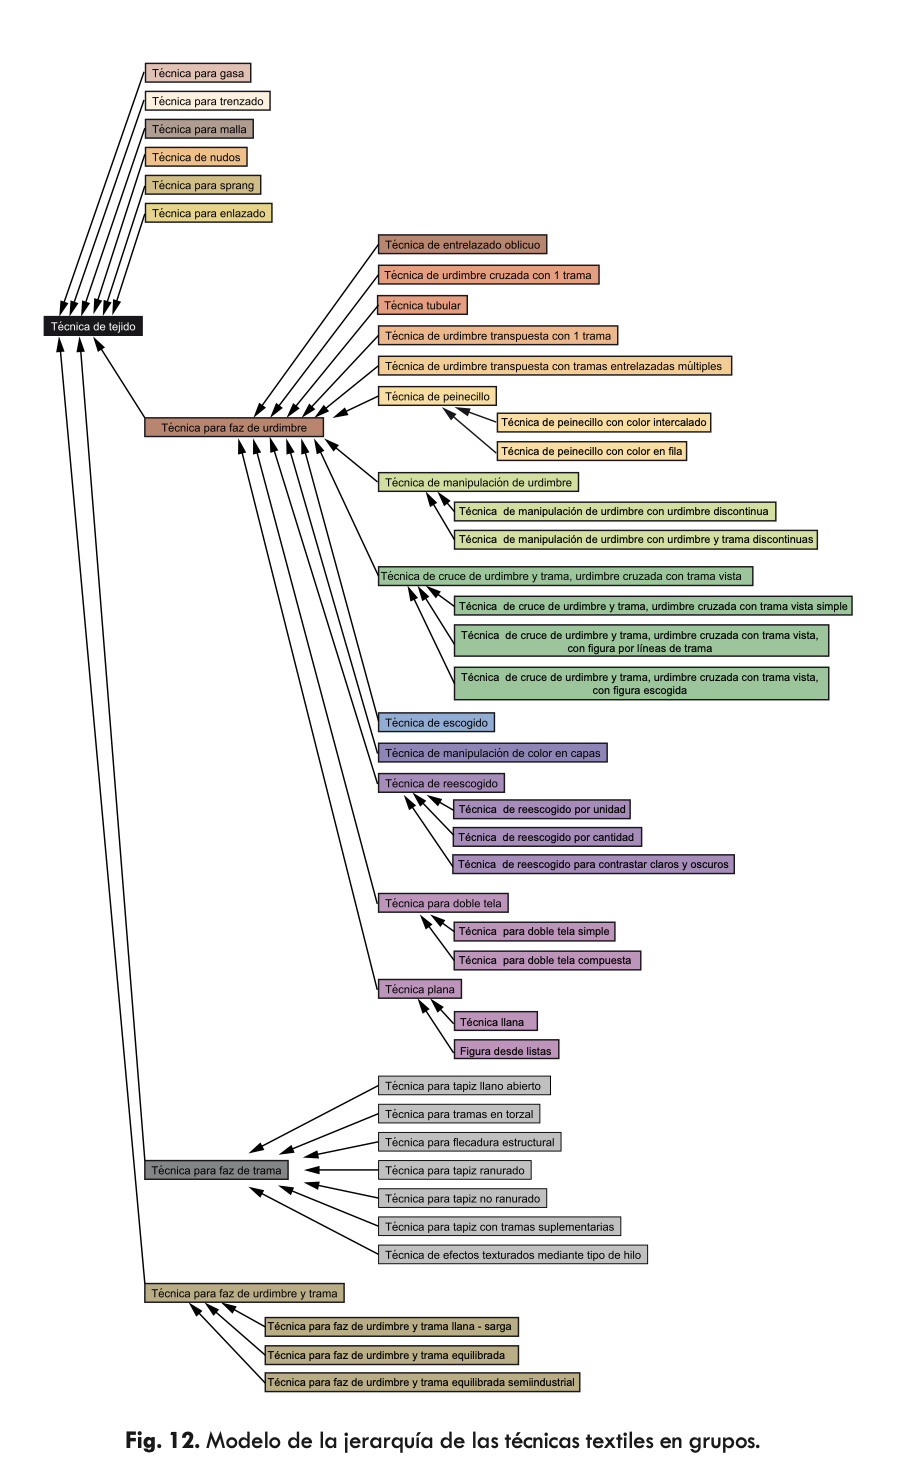 Técnica para gasa
Técnica para trenzado
Técnica para malla
Técnica de nudos
Técnica para sprang
Técnica para enlazado
Técnica de entrelazado oblicuo
Técnica de urdimbre cruzada con 1 trama
Técnica tubular
Técnica de tejido
Técnica de urdimbre transpuesta con 1 trama
Técnica de urdimbre transpuesta con tramas entrelazadas múltiples
Técnica de peinecillo
Técnica de peinecillo con color intercalado
Técnica para faz de urdimbre
Técnica de peinecillo con color en fila
Técnica de manipulación de urdimbre
Técnica de manipulación de urdimbre con urdimbre discontinua
Técnica de manipulación de urdimbre con urdimbre y trama discontinuas
Técnica de cruce de urdimbre y trama, urdimbre cruzada con trama vista
Técnica de cruce de urdimbre y trama, urdimbre cruzada con trama vista simple
Técnica de cruce de urdimbre y trama, urdimbre cruzada con trama vista,
con figura por líneas de trama
Técnica de cruce de urdimbre y trama, urdimbre cruzada con trama vista,
con figura escogida
Técnica de escogido
Técnica de manipulación de color en capas
Técnica de reescogido
Técnica de reescogido por unidad
Técnica de reescogido por cantidad
Técnica de reescogido para contrastar claros y oscuros
Técnica para doble tela
Técnica para doble tela simple
Técnica para doble tela compuesta
Técnica plana
Técnica llana
Figura desde listas
Técnica para tapiz llano abierto
Técnica para tramas en torzal
Técnica para flecadura estructural
Técnica para faz de trama
Técnica para tapiz ranurado
Técnica para tapiz no ranurado
Técnica para tapiz con tramas suplementarias
Técnica de efectos texturados mediante tipo de hilo
Técnica para faz de urdimbre y trama
Técnica para faz de urdimbre y trama llana - sarga
Técnica para faz de urdimbre y trama equilibrada
Técnica para faz de urdimbre y trama equilibrada semiindustrial
Fig. 12. Modelo de la jerarquía de las técnicas textiles en grupos.